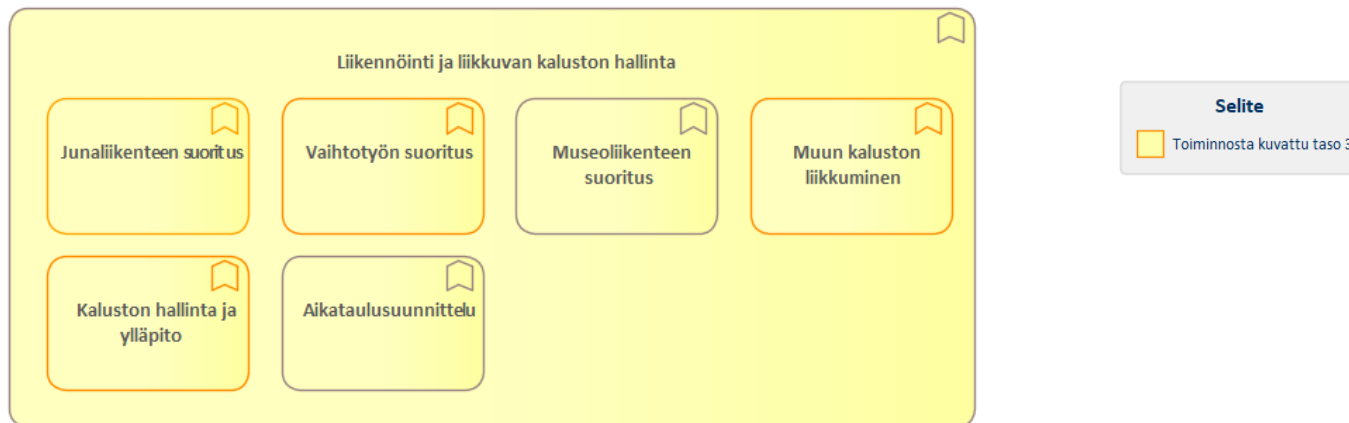 Liikennöinti ja liikkuvan kaluston hallinta
Junaliikenteen suoritus
Vaihtotyön suoritus
Museoliikenteen
suoritus
Muun kaluston
liikkuminen
Kaluston hallinta ja
ylläpito
Aikataulusuunnittelu
Selite
Toiminnosta kuvattu taso 3